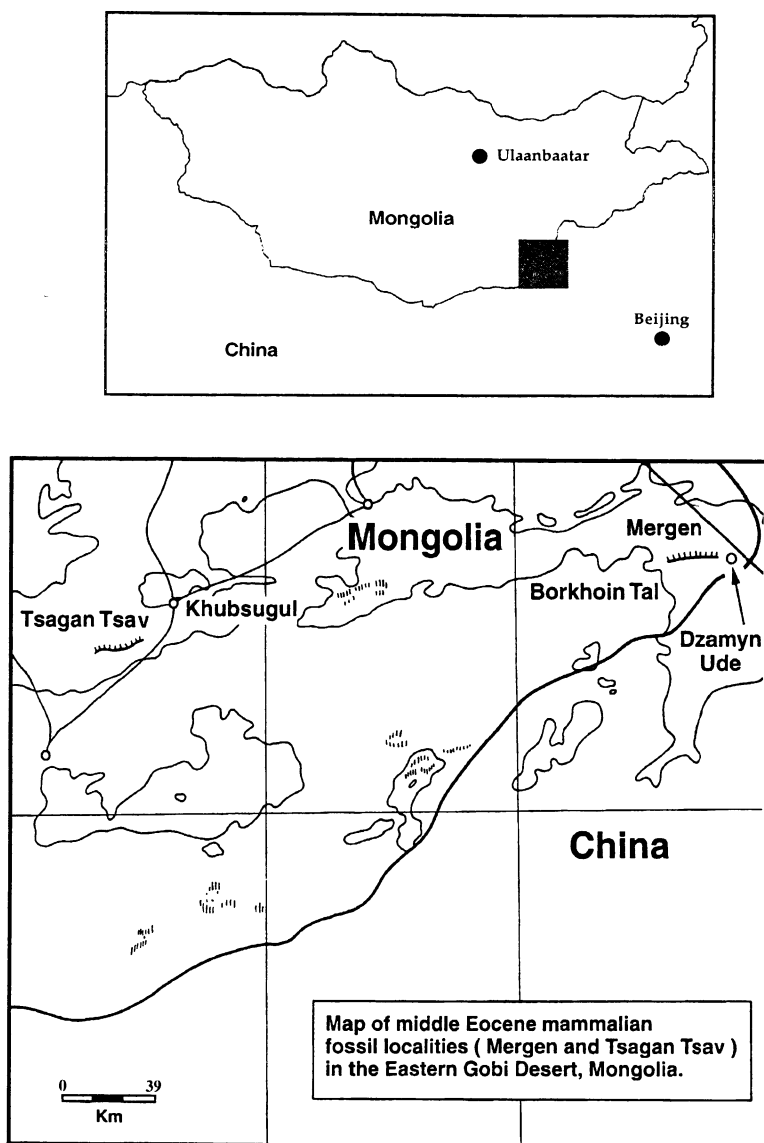 Ulaanbaatar
Mongolia
Beijing
China
Mongolia
Mergen
Tsagan Tsav
Khubsugul
Borkhoin Tal
Dzamyn
Ude
China
Map of middle Eocene mammalian
fossil localities ( Mergen and Tsagan Tsav )
in the Eastern Gobi Desert, Mongolia.
0 39
Km